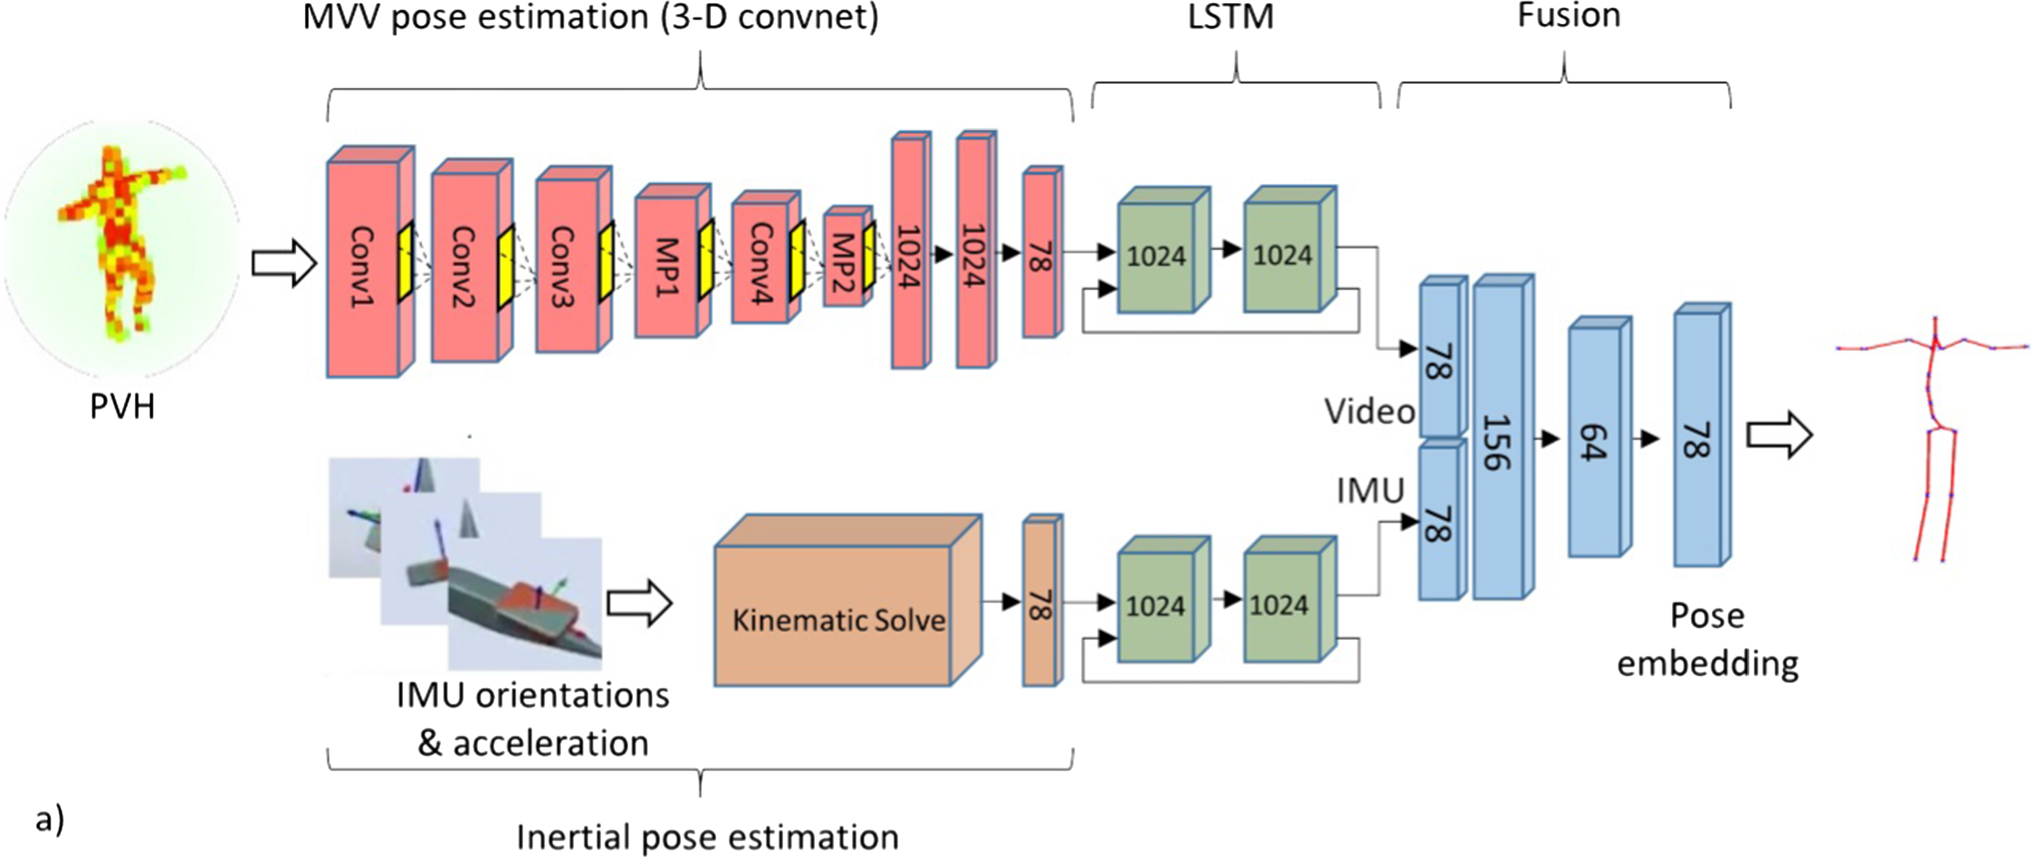 MVV pose estimation (3-D convnet)
LSTM
Fusion
PVH
Conv1
Conv2
Conv3
MP1
Conv4
MP2
1024
1024
78
1024
1024
78
Video
IMU
78
156
64
78
Kinematic Solve
78
1024
1024
IMU orientations
& acceleration
Pose
embedding
Inertial pose estimation
a)